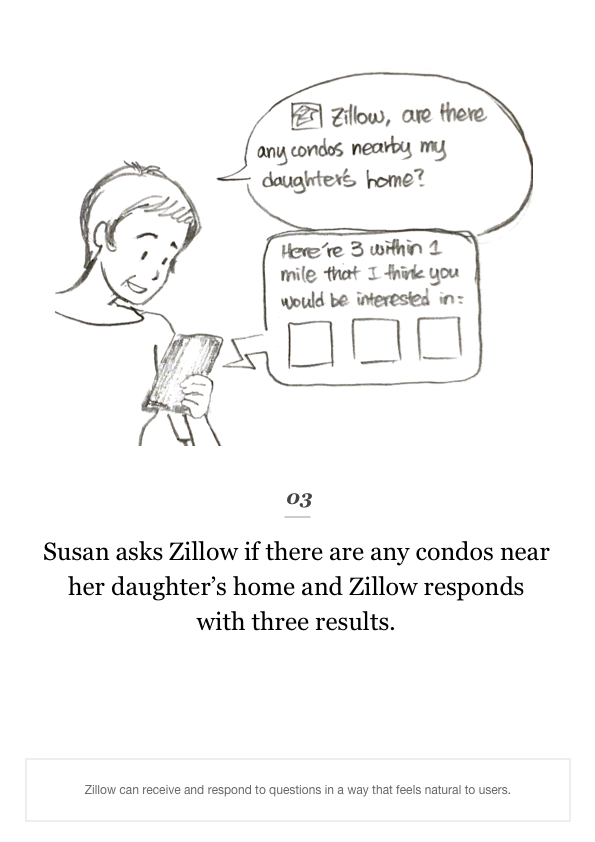 Zillow, are there
any condos nearby my
daughter's home?
Here're 3 within 1
mile that I think you
would be interested in:
03
Susan asks Zillow if there are any condos near
her daughter’s home and Zillow responds
with three results.
Zillow can receive and respond to questions in a way that feels natural to users.